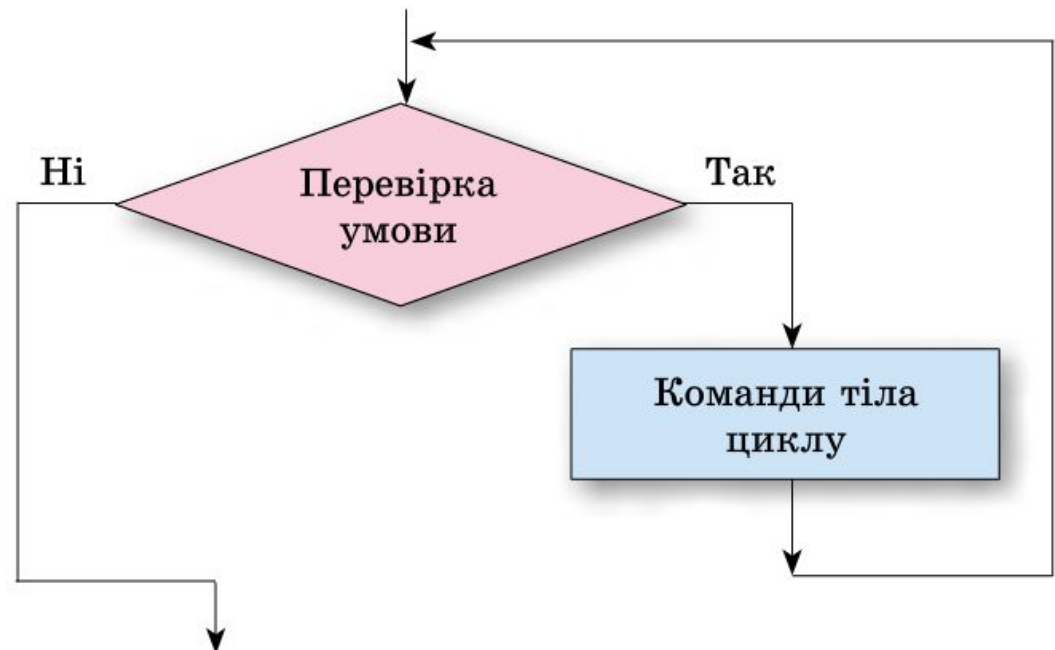 Ні
Так
Перевірка
умови
Команди тіла
циклу